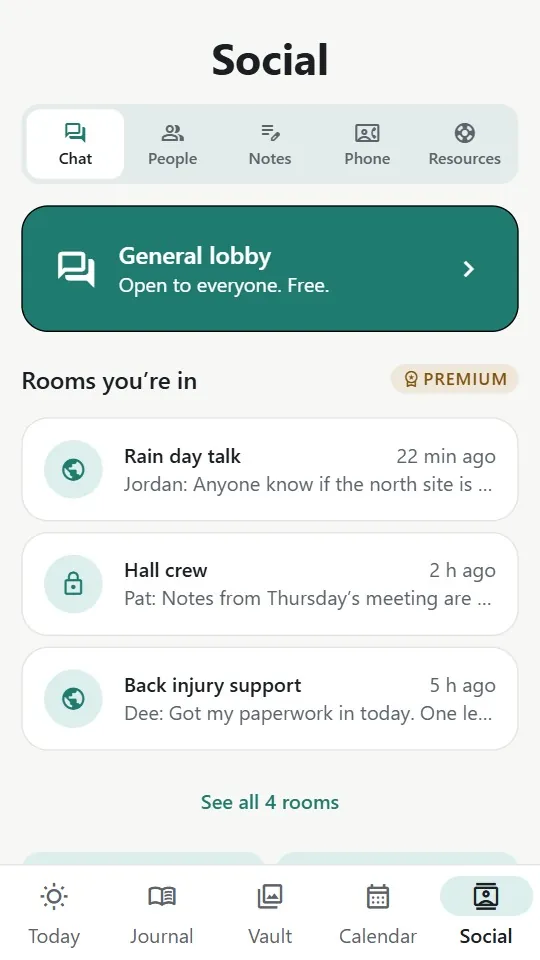 Social
Chat
People
Notes
Phone
Resources
General lobby
Open to everyone. Free.
Rooms you’re in
PREMIUM
Rain day talk
22 min ago
Jordan: Anyone know if the north site is ...
Hall crew
2 h ago
Pat: Notes from Thursday’s meeting are ...
Back injury support
5 h ago
Dee: Got my paperwork in today. One le...
See all 4 rooms
Today
Journal
Vault
Calendar
Social